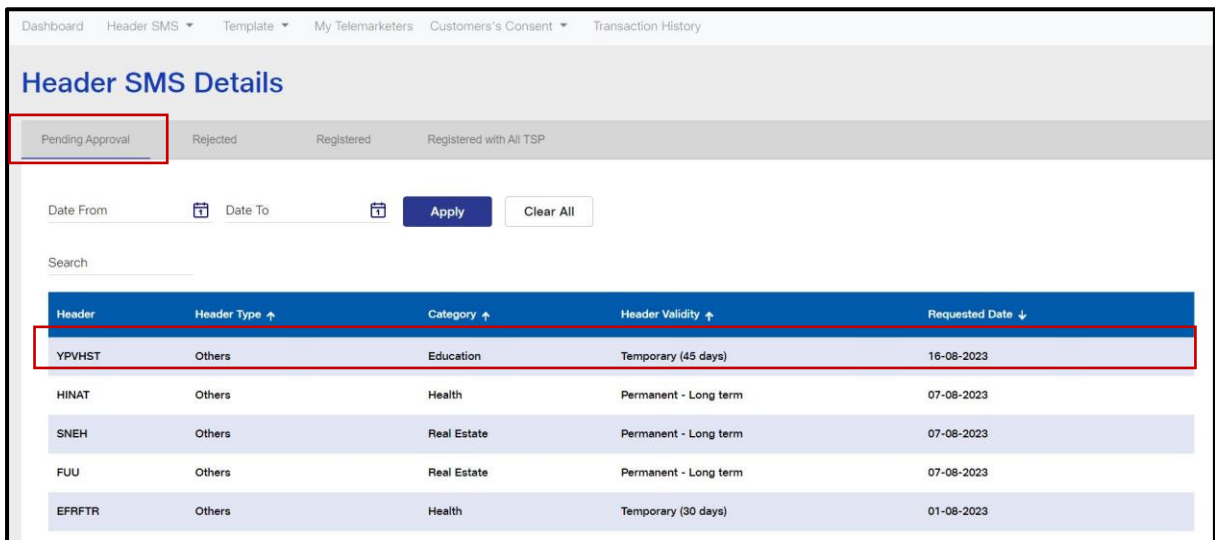 Dashboard Header SMS Template My Telemarketers Customers's Consent Transaction History
Header SMS Details
Pending Approval Rejected Registered Registered with All TSP
Date From 1 Date To 1 Apply Clear All
Search
Header Header Type ↑ Category ↑ Header Validity ↑ Requested Date ↓
YPVHST Others Education Temporary (45 days) 16-08-2023
HINAT Others Health Permanent - Long term 07-08-2023
SNEH Others Real Estate Permanent - Long term 07-08-2023
FUU Others Real Estate Permanent - Long term 07-08-2023
EFRFTR Others Health Temporary (30 days) 01-08-2023